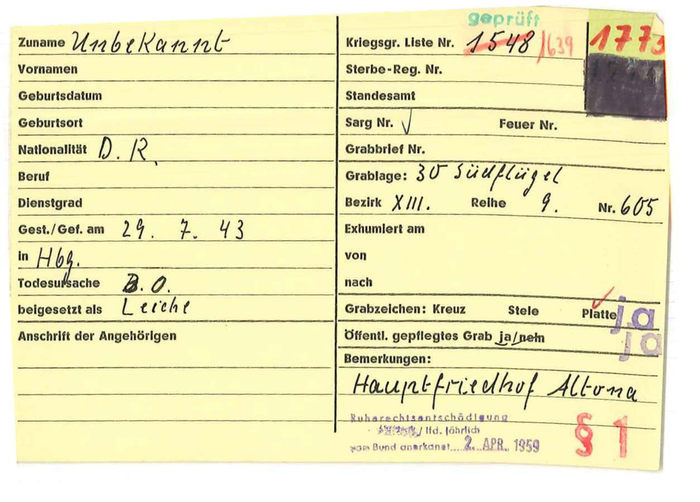 Zuname Unbekannt
Vornamen
Geburtsdatum
Geburtsort
Nationalität D.R.
Beruf
Dienstgrad
Gest./Gef. am 29. 7. 43
in Hbg.
Todesursache B.O.
beigesetzt als Leiche
Anschrift der Angehörigen
geprüft
Kriegsgr. Liste Nr. 1548 /639 1773
Sterbe-Reg. Nr.
Standesamt
Sarg Nr. √ Feuer Nr.
Grabbrief Nr.
Grablage: 30 Südflügel
Bezirk XIII. Reihe 9. Nr. 605
Exhumiert am
von
nach
Grabzeichen: Kreuz Stele Platte ✓ ja
Öffentl. gepflegtes Grab ja/nein ja
Bemerkungen:
Hauptfriedhof Altona
Ruherechtsentschädigung
/ lfd. jährlich
vom Bund anerkannt 2. APR. 1959
§ 1